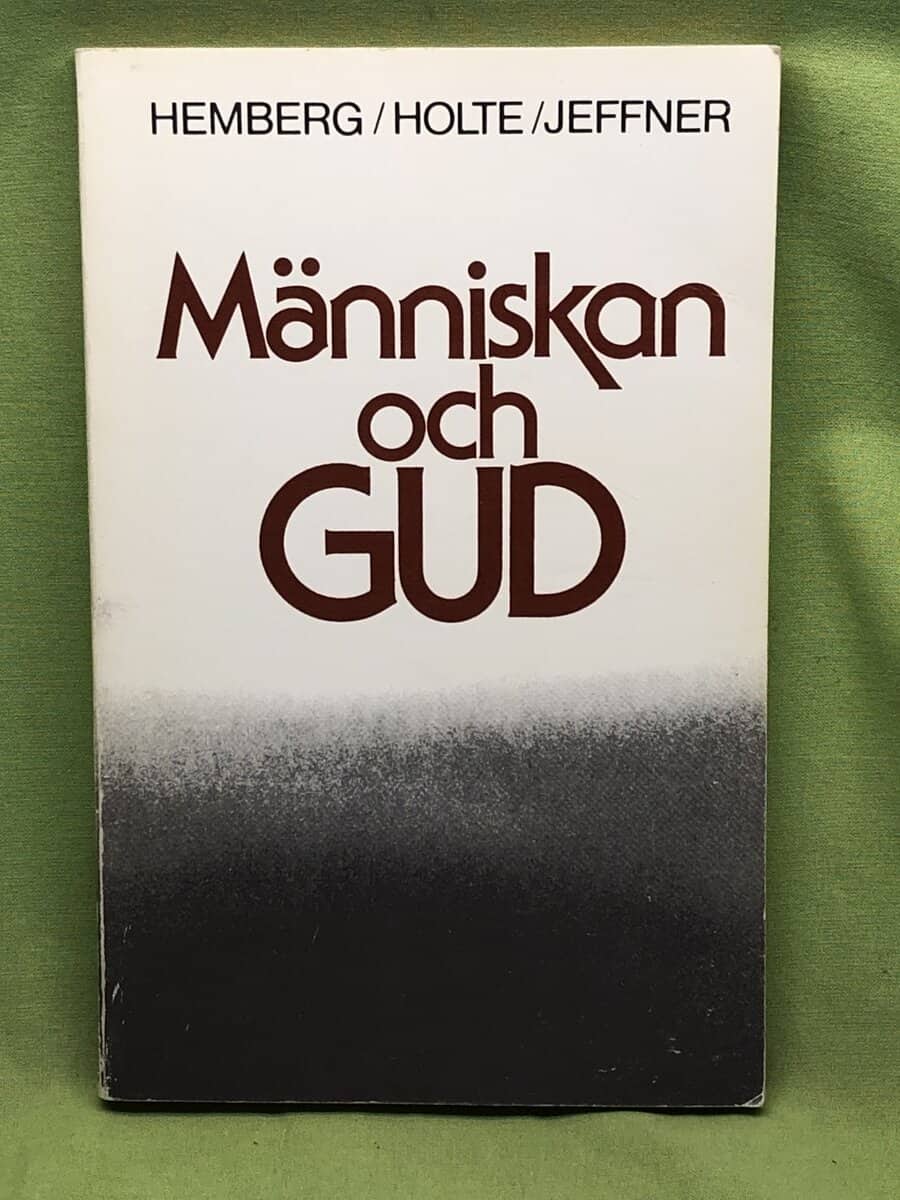 HEMBERG/HOLTE/JEFFNER
Människan
och
GUD